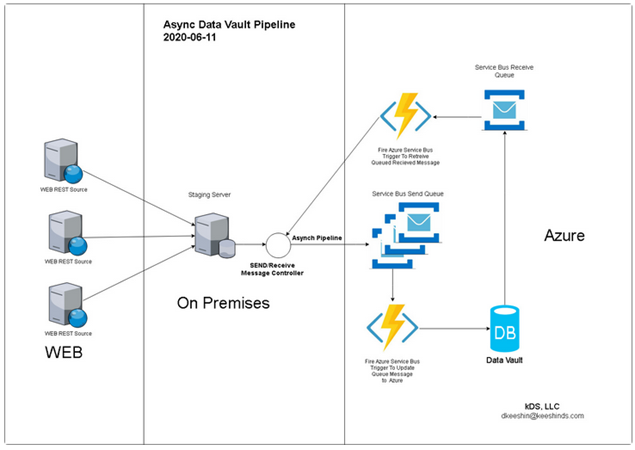 Async Data Vault Pipeline
2020-06-11
Service Bus Receive
Queue
Fire Azure Service Bus
Trigger To Retreive
Queued Recieved Message
WEB REST Source
Staging Server
Service Bus Send Queue
WEB REST Source
Asynch Pipeline
SEND/Receive
Message Controller
Azure
On Premises
WEB REST Source
WEB
DB
Data Vault
Fire Azure Service Bus
Trigger To Update
Queue Message
to Azure
kDS, LLC
dkeeshin@keeshinds.com